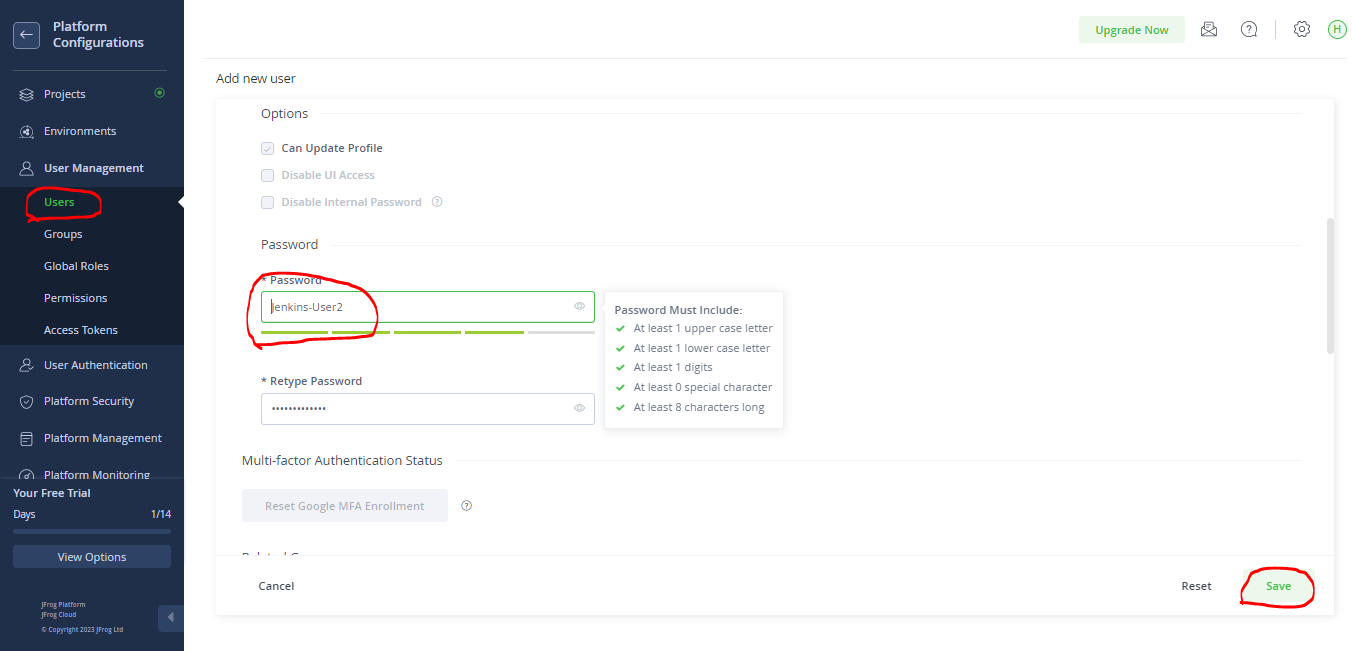 Platform
Configurations
Projects
Environments
User Management
Users
Groups
Global Roles
Permissions
Access Tokens
User Authentication
Platform Security
Platform Management
Platform Monitoring
Your Free Trial
Days 1/14
View Options
JFrog Platform
JFrog Cloud
© Copyright 2023 JFrog Ltd
Upgrade Now
H
Add new user
Options
Can Update Profile
Disable UI Access
Disable Internal Password
Password
* Password
Jenkins-User2
Password Must Include:
At least 1 upper case letter
At least 1 lower case letter
At least 1 digits
At least 0 special character
At least 8 characters long
* Retype Password
•••••••••••••
Multi-factor Authentication Status
Reset Google MFA Enrollment
Cancel
Reset
Save